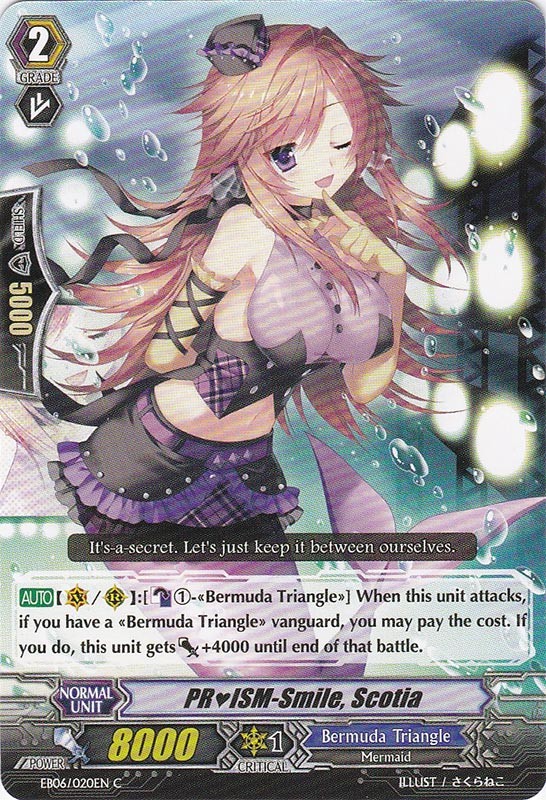 2
GRADE
SHIELD
5000
It's-a-secret. Let's just keep it between ourselves.
AUTO【V/R】:[①-«Bermuda Triangle»] When this unit attacks,
if you have a «Bermuda Triangle» vanguard, you may pay the cost. If
you do, this unit gets +4000 until end of that battle.
NORMAL
UNIT
PR♥ISM-Smile, Scotia
POWER
8000
1
CRITICAL
Bermuda Triangle
Mermaid
EB06/020EN C
ILLUST / さくらねこ